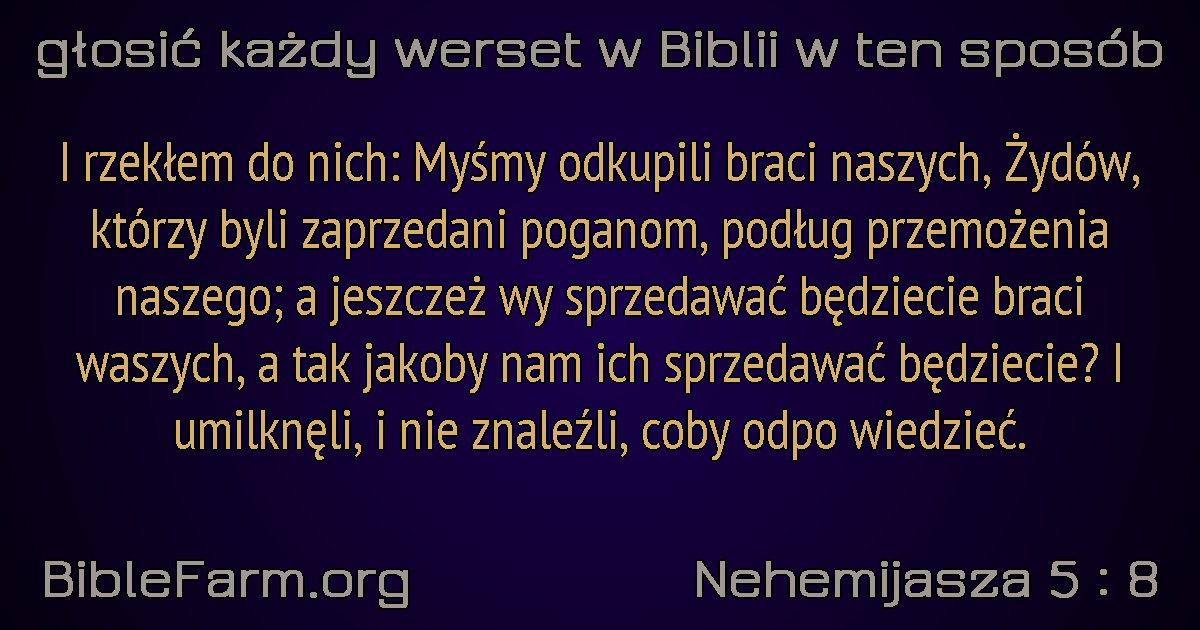 głosić każdy werset w Biblii w ten sposób
I rzekłem do nich: Myśmy odkupili braci naszych, Żydów,
którzy byli zaprzedani poganom, podług przemożenia
naszego; a jeszczeż wy sprzedawać będziecie braci
waszych, a tak jakoby nam ich sprzedawać będziecie? I
umilknęli, i nie znaleźli, coby odpo wiedzieć.
BibleFarm.org
Nehemijasza 5 : 8